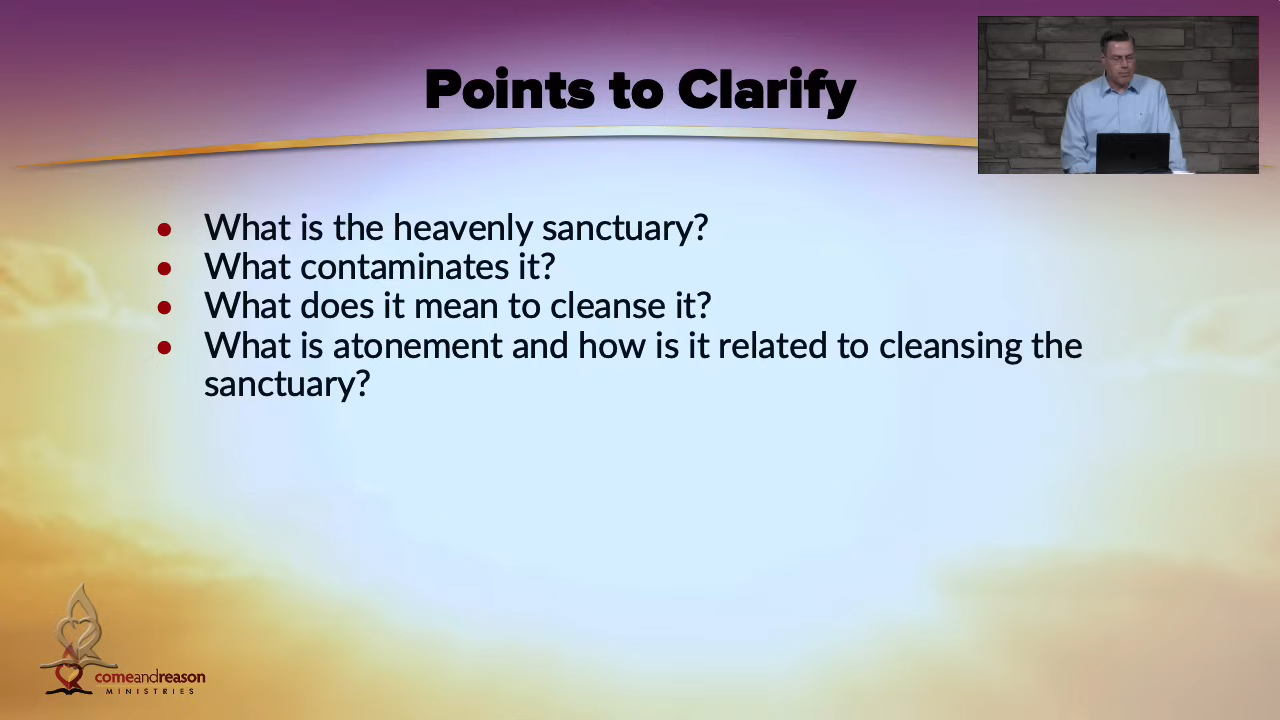 Points to Clarify
• What is the heavenly sanctuary?
• What contaminates it?
• What does it mean to cleanse it?
• What is atonement and how is it related to cleansing the
sanctuary?
comeandreason
MINISTRIES